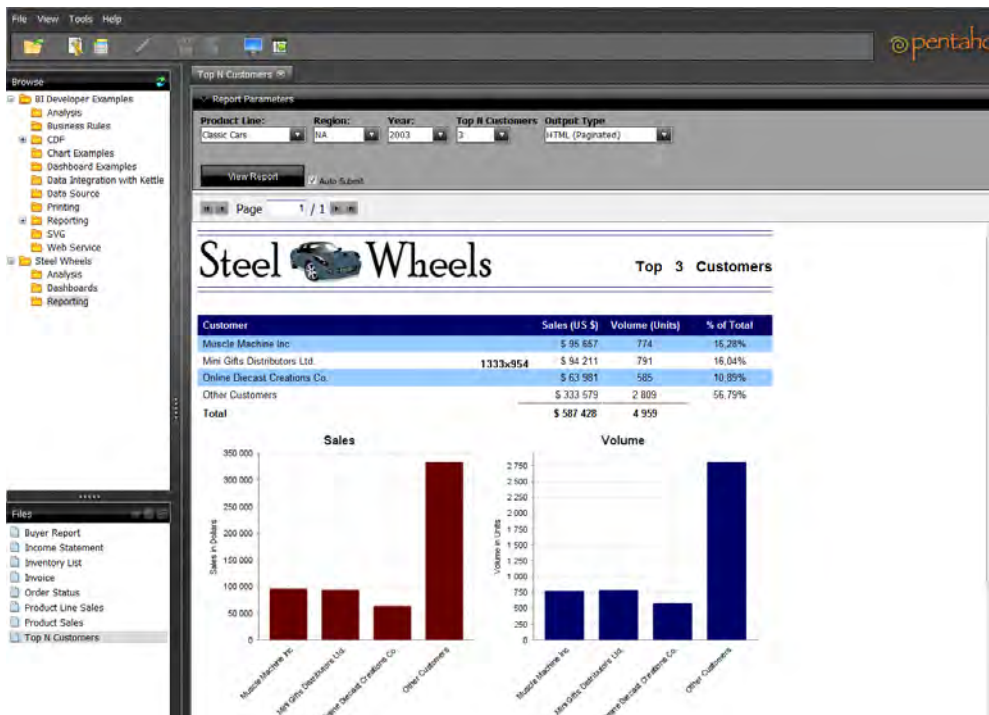 File View Tools Help
pentaho
Browse
BI Developer Examples
Analysis
Business Rules
CDF
Chart Examples
Dashboard Examples
Data Integration with Kettle
Data Source
Printing
Reporting
SVG
Web Service
Steel Wheels
Analysis
Dashboards
Reporting
Files
Buyer Report
Income Statement
Inventory List
Invoice
Order Status
Product Line Sales
Product Sales
Top N Customers
Top N Customers
Report Parameters
Product Line: Region: Year: Top N Customers Output Type
Classic Cars NA 2003 3 HTML (Paginated)
View Report Auto Submit
Page 1 / 1
Steel Wheels
Top 3 Customers
Customer Sales (US $) Volume (Units) % of Total
Muscle Machine Inc $ 95 667 774 16,28%
Mini Gifts Distributors Ltd. $ 94 211 791 16,04%
1333x954
Online Diecast Creations Co. $ 63 981 585 10,89%
Other Customers $ 333 579 2 809 56,79%
Total $ 587 428 4 959
Sales
350 000
300 000
250 000
200 000
150 000
100 000
50 000
0
Sales in Dollars
Muscle Machine Inc
Mini Gifts Distributors Ltd.
nline Diecast Creations Co.
Other Customers
Volume
2 750
2 500
2 250
2 000
1 750
1 500
1 250
1 000
750
500
250
0
Volume in Units
Muscle Machine Inc
Mini Gifts Distributors Ltd.
nline Diecast Creations Co.
Other Customers